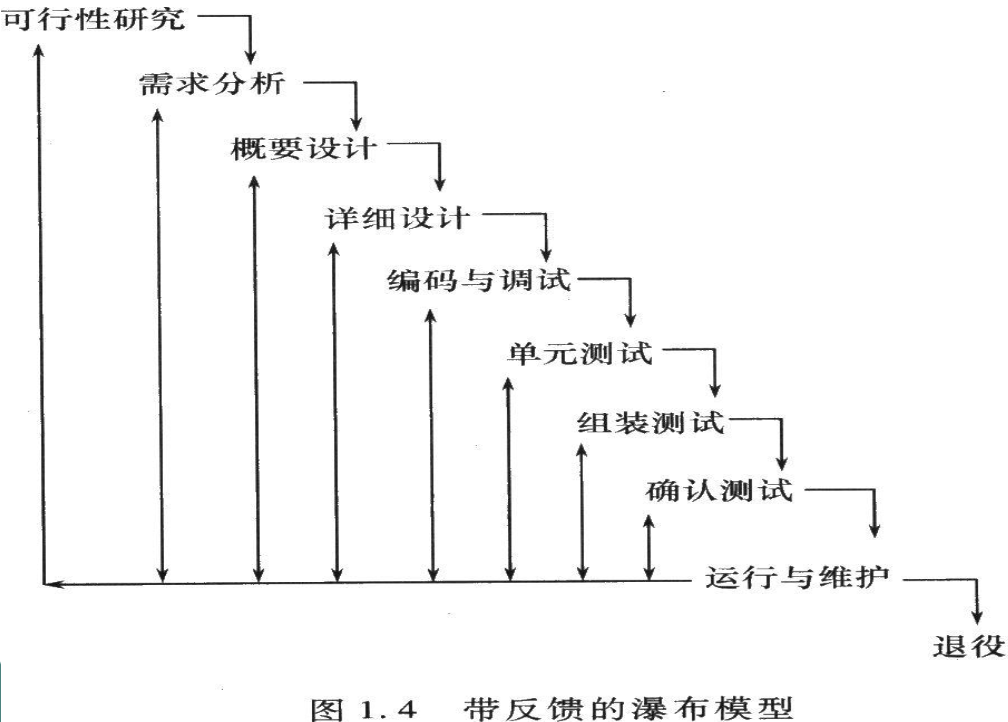 可行性研究
需求分析
概要设计
详细设计
编码与调试
单元测试
组装测试
确认测试
运行与维护
退役
图 1.4 带反馈的瀑布模型